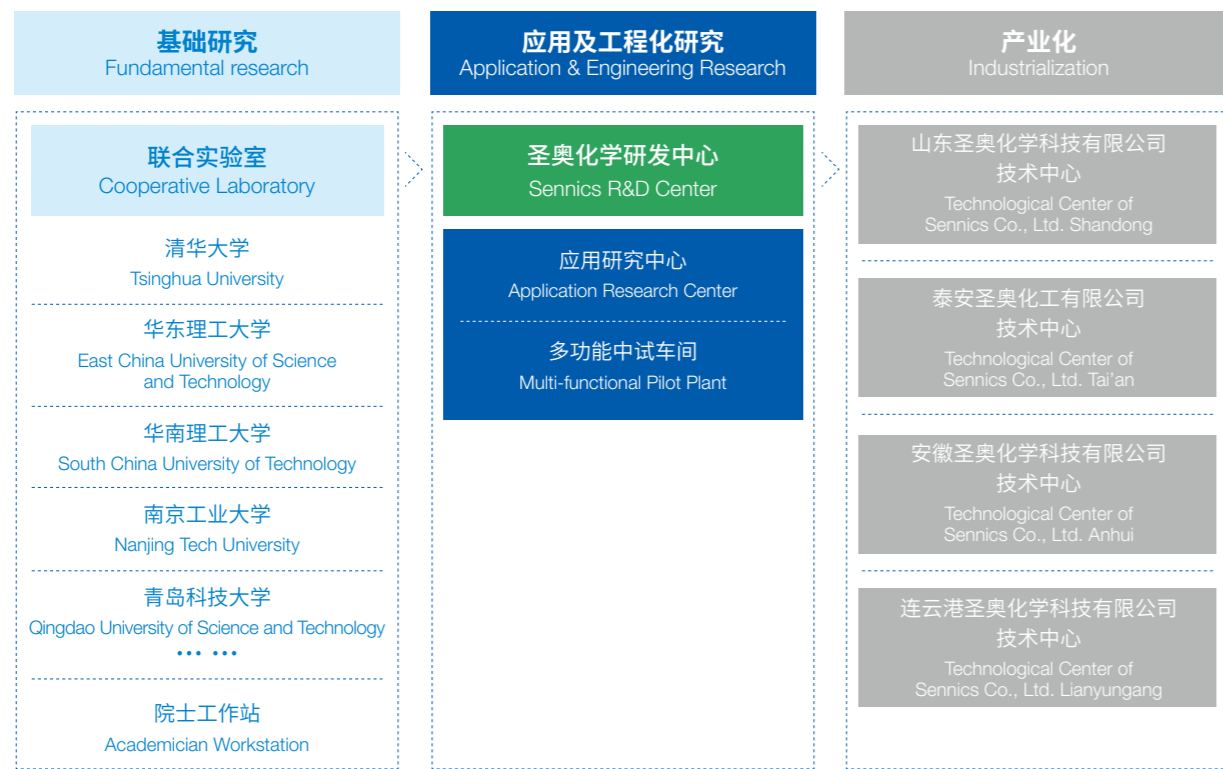 基础研究
Fundamental research
联合实验室
Cooperative Laboratory
清华大学
Tsinghua University
华东理工大学
East China University of Science
and Technology
华南理工大学
South China University of Technology
南京工业大学
Nanjing Tech University
青岛科技大学
Qingdao University of Science and Technology
••• •••
院士工作站
Academician Workstation
应用及工程化研究
Application & Engineering Research
圣奥化学研发中心
Sennics R&D Center
应用研究中心
Application Research Center
多功能中试车间
Multi-functional Pilot Plant
产业化
Industrialization
山东圣奥化学科技有限公司
技术中心
Technological Center of
Sennics Co., Ltd. Shandong
泰安圣奥化工有限公司
技术中心
Technological Center of
Sennics Co., Ltd. Tai’an
安徽圣奥化学科技有限公司
技术中心
Technological Center of
Sennics Co., Ltd. Anhui
连云港圣奥化学科技有限公司
技术中心
Technological Center of
Sennics Co., Ltd. Lianyungang